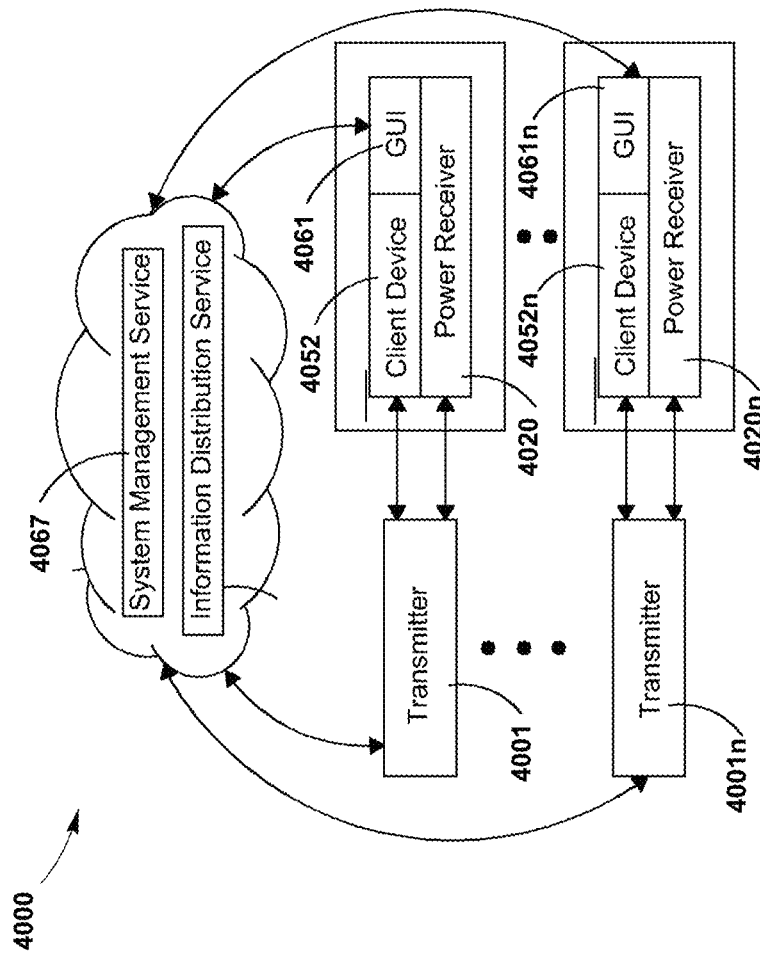 4000
4067
System Management Service
Information Distribution Service
4061
4052
Client Device
GUI
Power Receiver
4020
Transmitter
4001
4061n
4052n
Client Device
GUI
Power Receiver
4020n
Transmitter
4001n